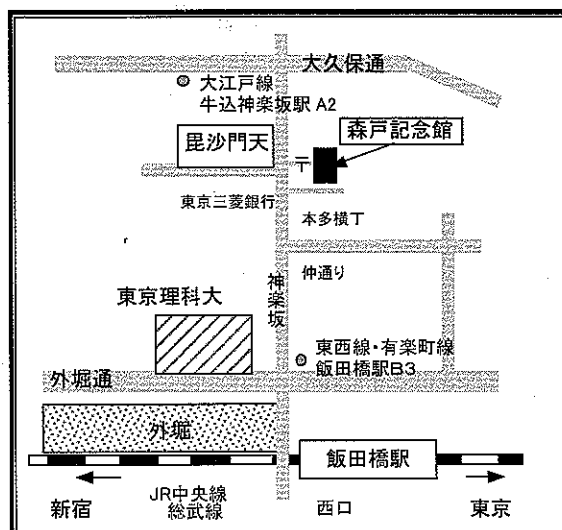 大久保通
大江戸線
牛込神楽坂駅 A2
毘沙門天
森戸記念館
〒
東京三菱銀行
本多横丁
神楽坂
仲通り
東京理科大
東西線・有楽町線
飯田橋駅B3
外堀通
外堀
飯田橋駅
新宿
JR中央線
総武線
西口
東京